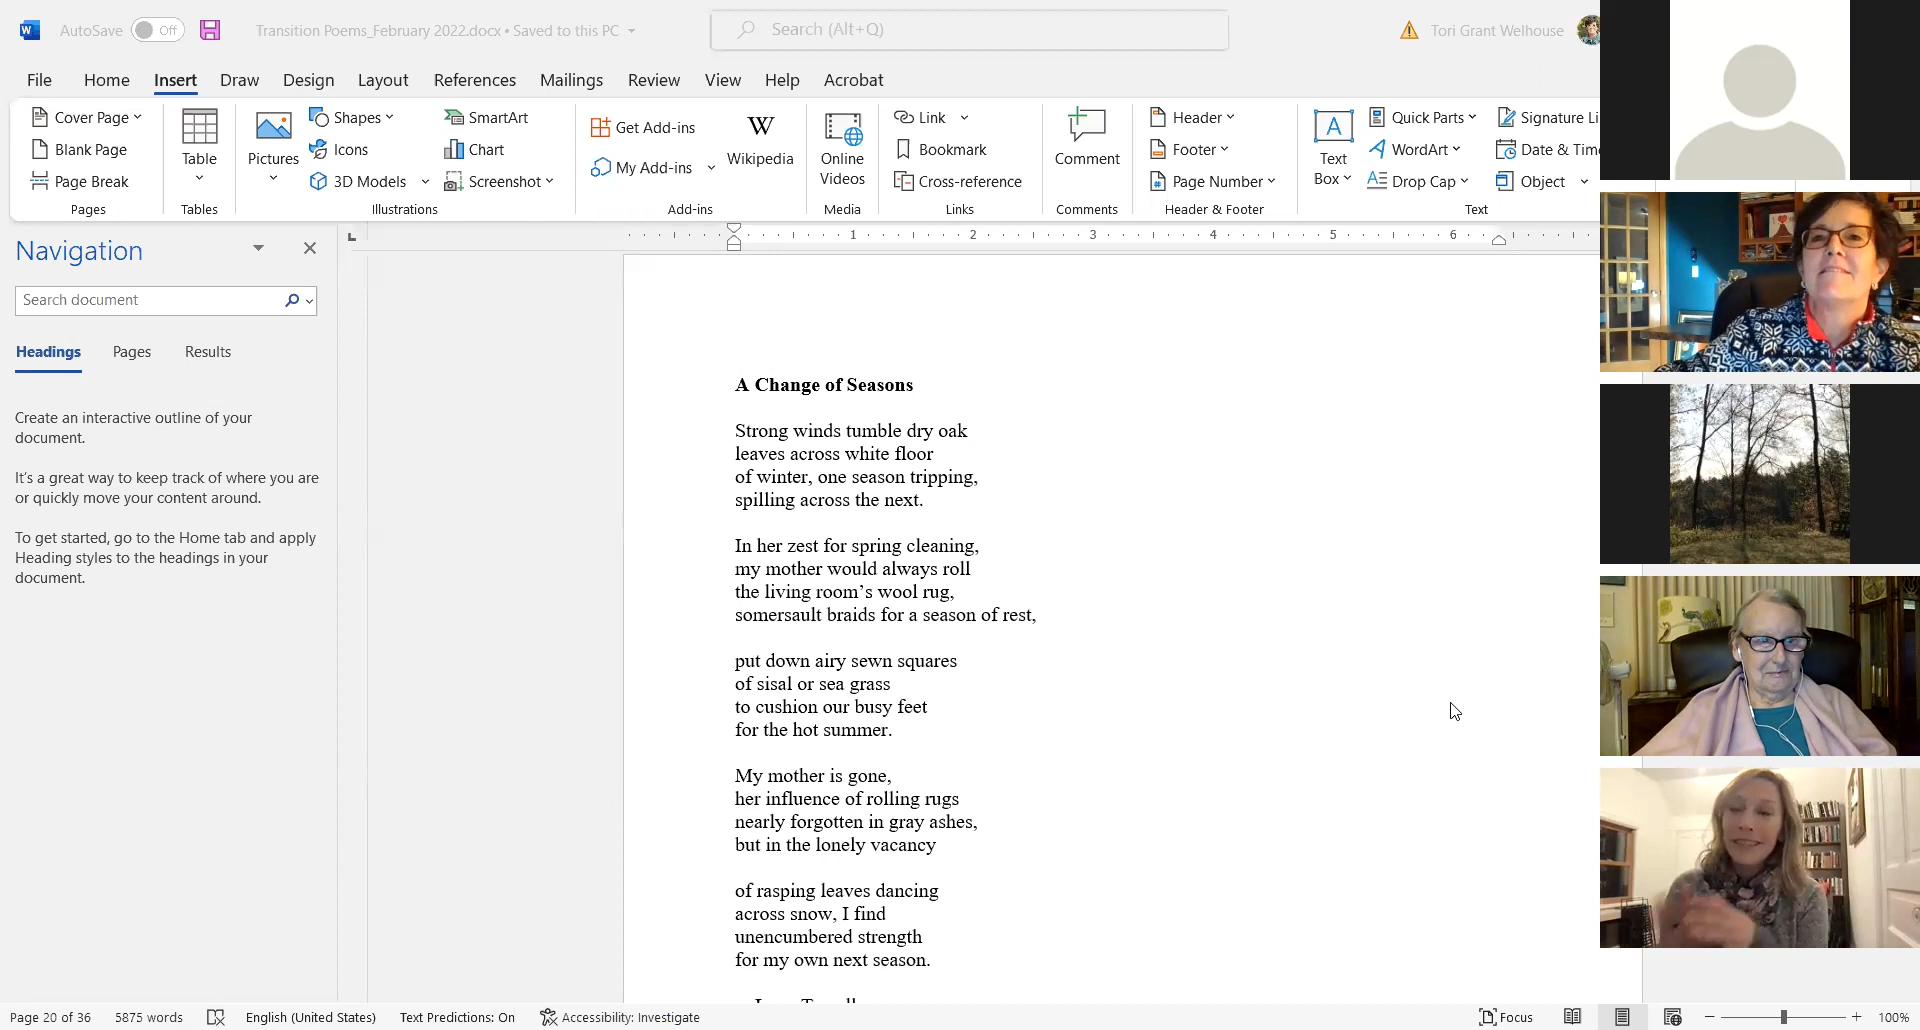 AutoSave Off Transition Poems_February 2022.docx • Saved to this PC Search (Alt+Q) Tori Grant Welhouse
File Home Insert Draw Design Layout References Mailings Review View Help Acrobat
Cover Page
Blank Page
Page Break
Pages
Table
Tables
Pictures
Shapes
Icons
3D Models
SmartArt
Chart
Screenshot
Illustrations
Get Add-ins
My Add-ins
W
Wikipedia
Add-ins
Online
Videos
Media
Link
Bookmark
Cross-reference
Links
Comment
Comments
Header
Footer
Page Number
Header & Footer
A
Text
Box
Quick Parts
WordArt
Drop Cap
Signature Li
Date & Time
Object
Text
Navigation
Search document
Headings Pages Results
Create an interactive outline of your
document.
It's a great way to keep track of where you are
or quickly move your content around.
To get started, go to the Home tab and apply
Heading styles to the headings in your
document.
1 2 3 4 5 6
A Change of Seasons
Strong winds tumble dry oak
leaves across white floor
of winter, one season tripping,
spilling across the next.
In her zest for spring cleaning,
my mother would always roll
the living room’s wool rug,
somersault braids for a season of rest,
put down airy sewn squares
of sisal or sea grass
to cushion our busy feet
for the hot summer.
My mother is gone,
her influence of rolling rugs
nearly forgotten in gray ashes,
but in the lonely vacancy
of rasping leaves dancing
across snow, I find
unencumbered strength
for my own next season.
Page 20 of 36 5875 words English (United States) Text Predictions: On Accessibility: Investigate Focus 100%